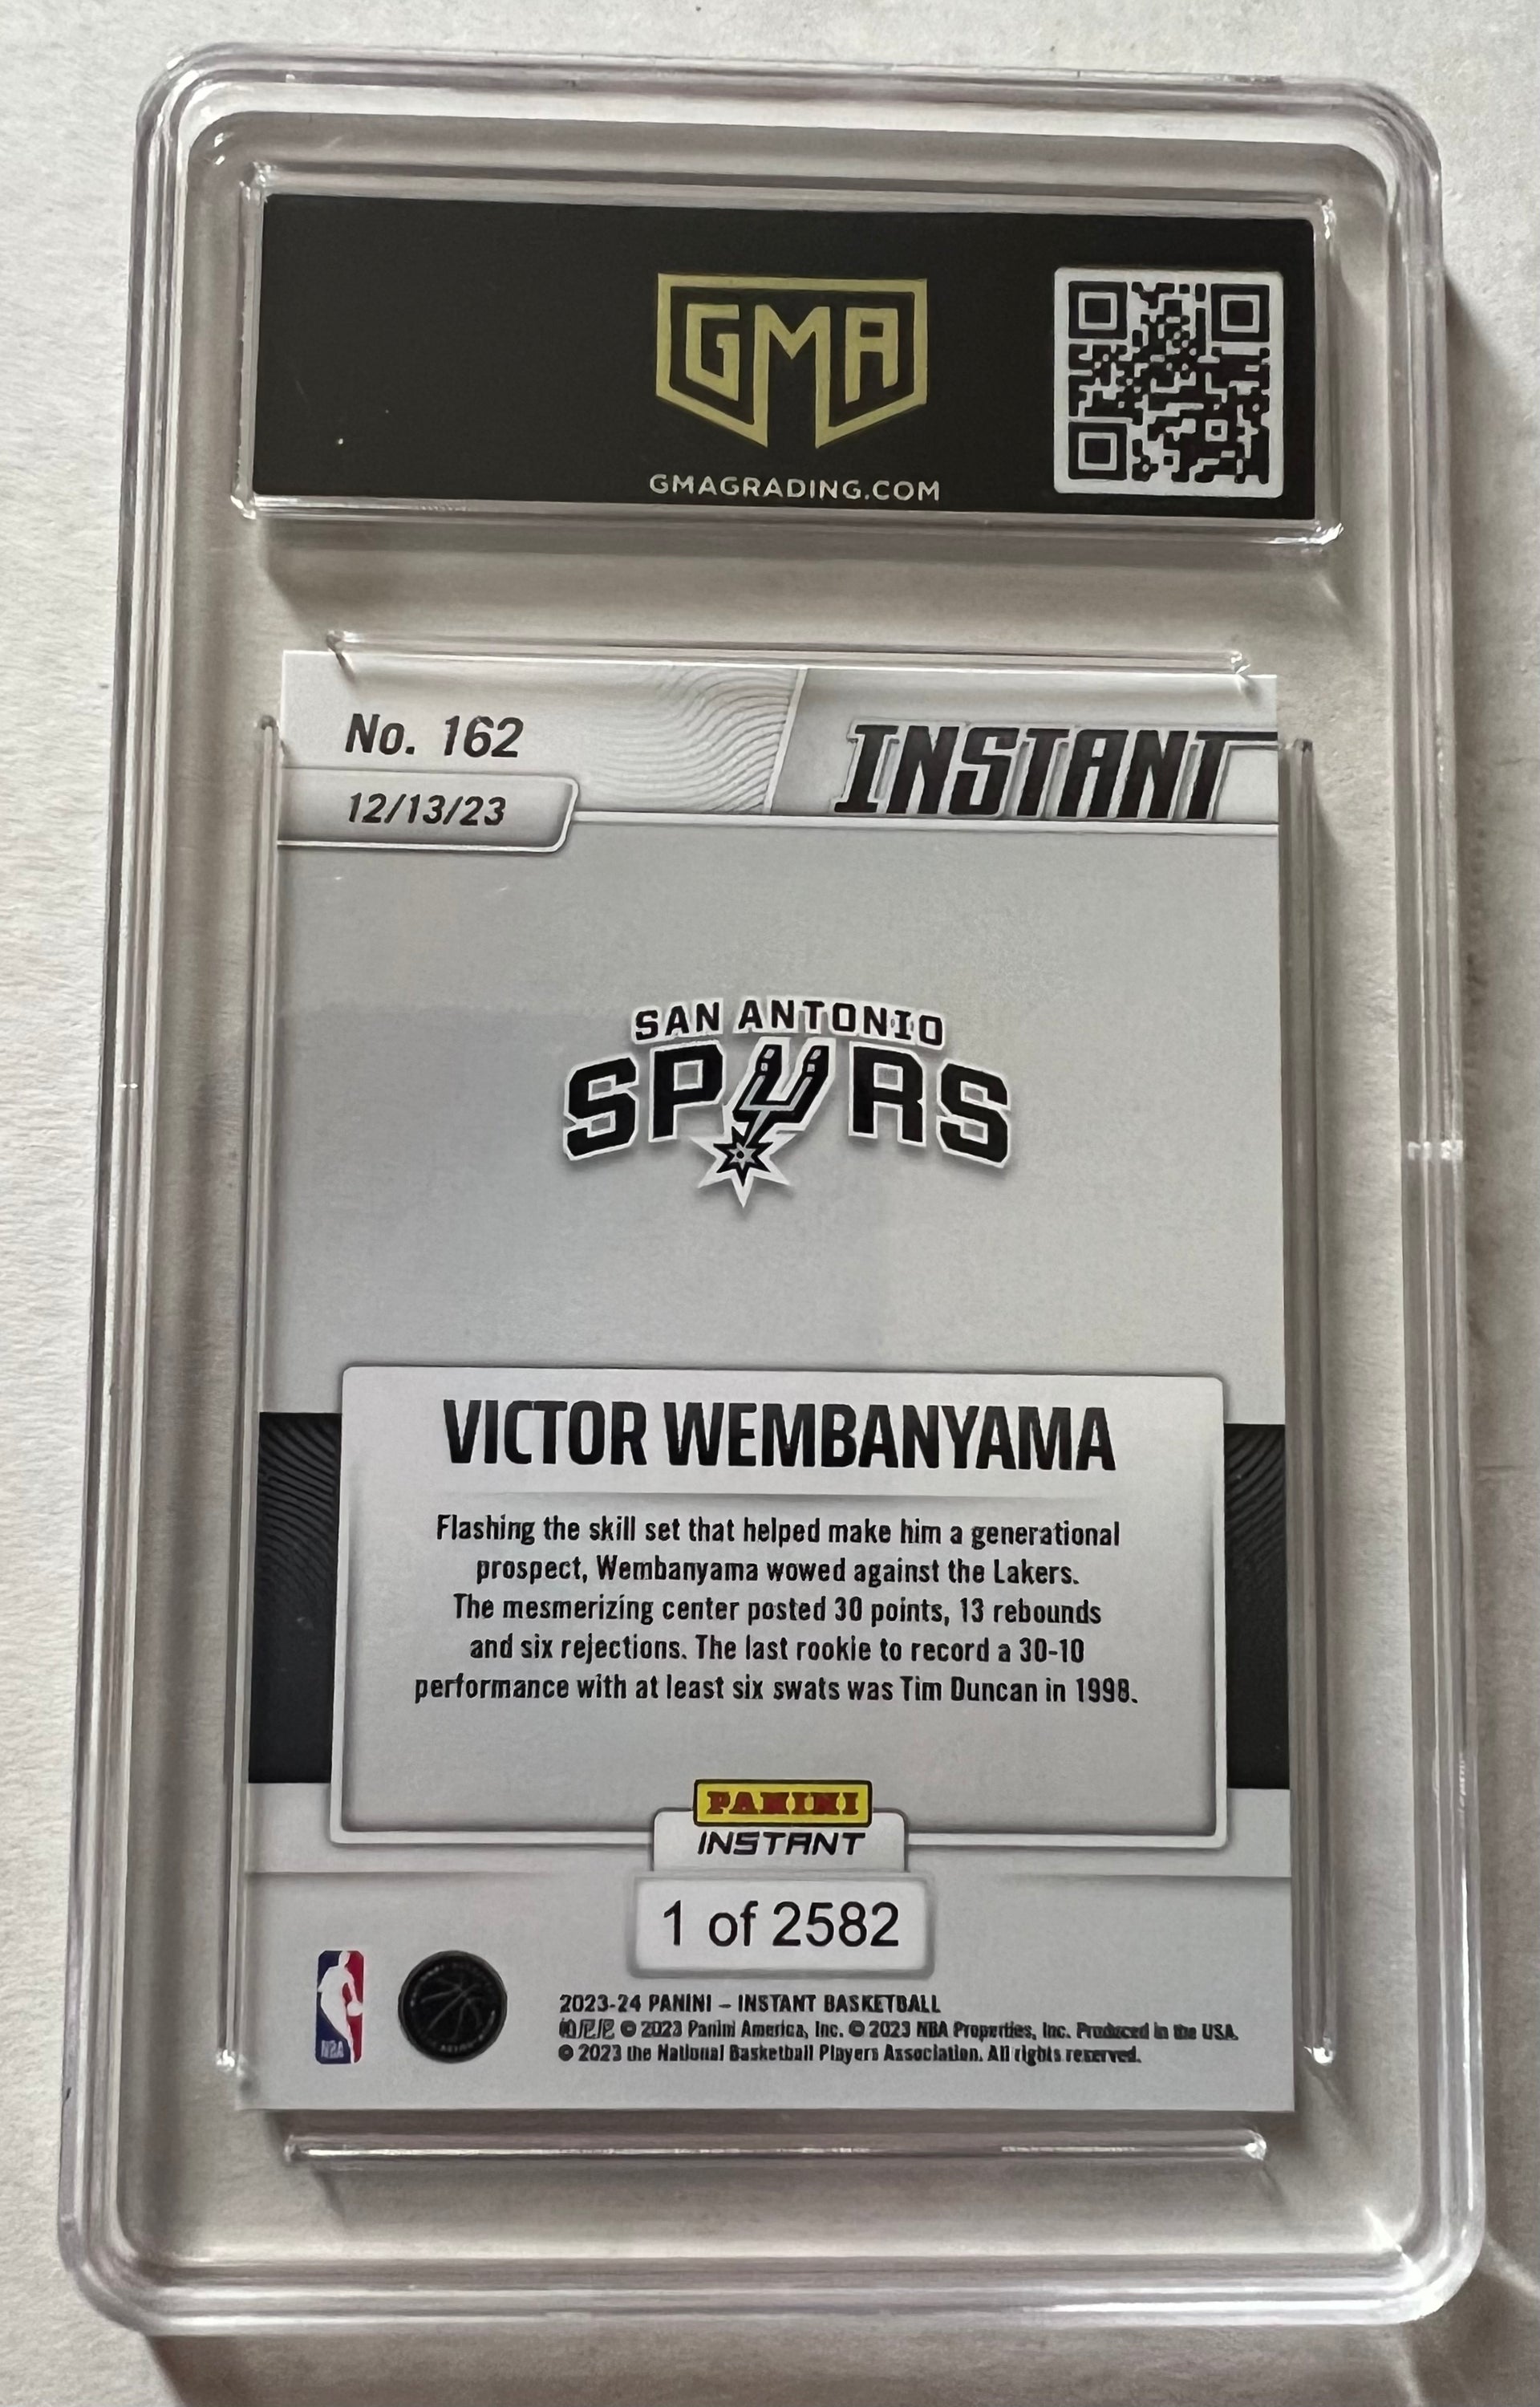 GMA
GMAGRADING.COM
No. 162
INSTANT
12/13/23
SAN ANTONIO
SPURS
VICTOR WEMBANYAMA
Flashing the skill set that helped make him a generational
prospect, Wembanyama wowed against the Lakers.
The mesmerizing center posted 30 points, 13 rebounds
and six rejections. The last rookie to record a 30-10
performance with at least six swats was Tim Duncan in 1998.
PANINI
INSTANT
1 of 2582
NBA
2023-24 PANINI – INSTANT BASKETBALL
© 2023 Panini America, Inc. © 2023 NBA Properties, Inc. Produced in the USA.
© 2023 the National Basketball Players Association. All rights reserved.